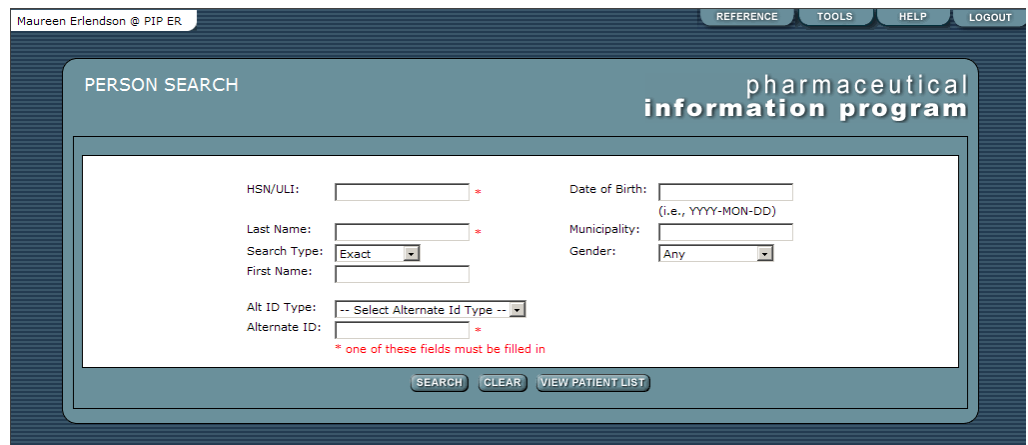 Maureen Erlendson @ PIP ER
REFERENCE TOOLS HELP LOGOUT
PERSON SEARCH
pharmaceutical
information program
HSN/ULI: * Date of Birth:
(i.e., YYYY-MON-DD)
Last Name: * Municipality:
Search Type: Exact Gender: Any
First Name:
Alt ID Type: -- Select Alternate Id Type --
Alternate ID: *
* one of these fields must be filled in
SEARCH CLEAR VIEW PATIENT LIST